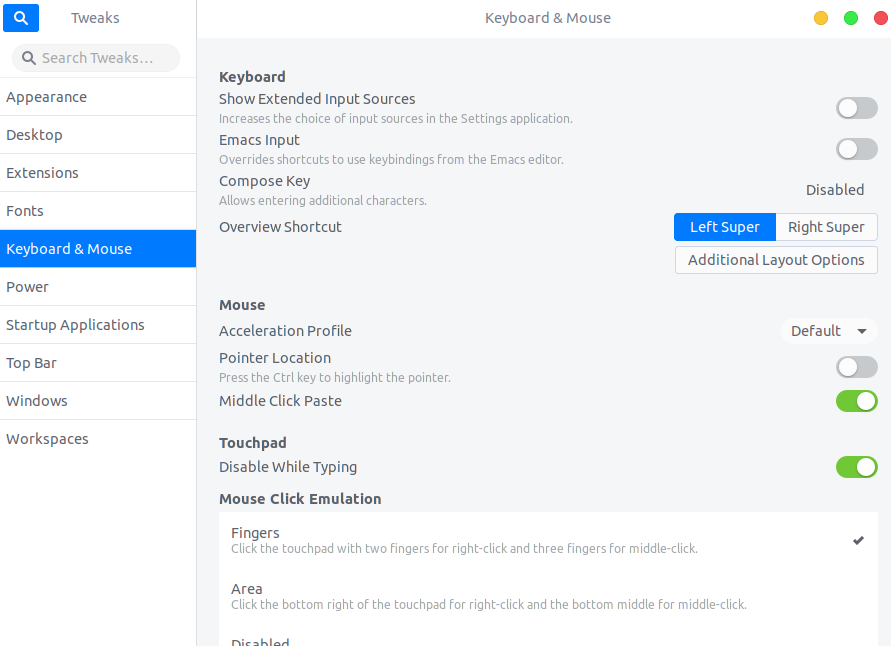 Tweaks
Keyboard & Mouse
Search Tweaks...
Appearance
Desktop
Extensions
Fonts
Keyboard & Mouse
Power
Startup Applications
Top Bar
Windows
Workspaces
Keyboard
Show Extended Input Sources
Increases the choice of input sources in the Settings application.
Emacs Input
Overrides shortcuts to use keybindings from the Emacs editor.
Compose Key
Allows entering additional characters.
Disabled
Overview Shortcut
Left Super
Right Super
Additional Layout Options
Mouse
Acceleration Profile
Default
Pointer Location
Press the Ctrl key to highlight the pointer.
Middle Click Paste
Touchpad
Disable While Typing
Mouse Click Emulation
Fingers
Click the touchpad with two fingers for right-click and three fingers for middle-click.
Area
Click the bottom right of the touchpad for right-click and the bottom middle for middle-click.
Disabled